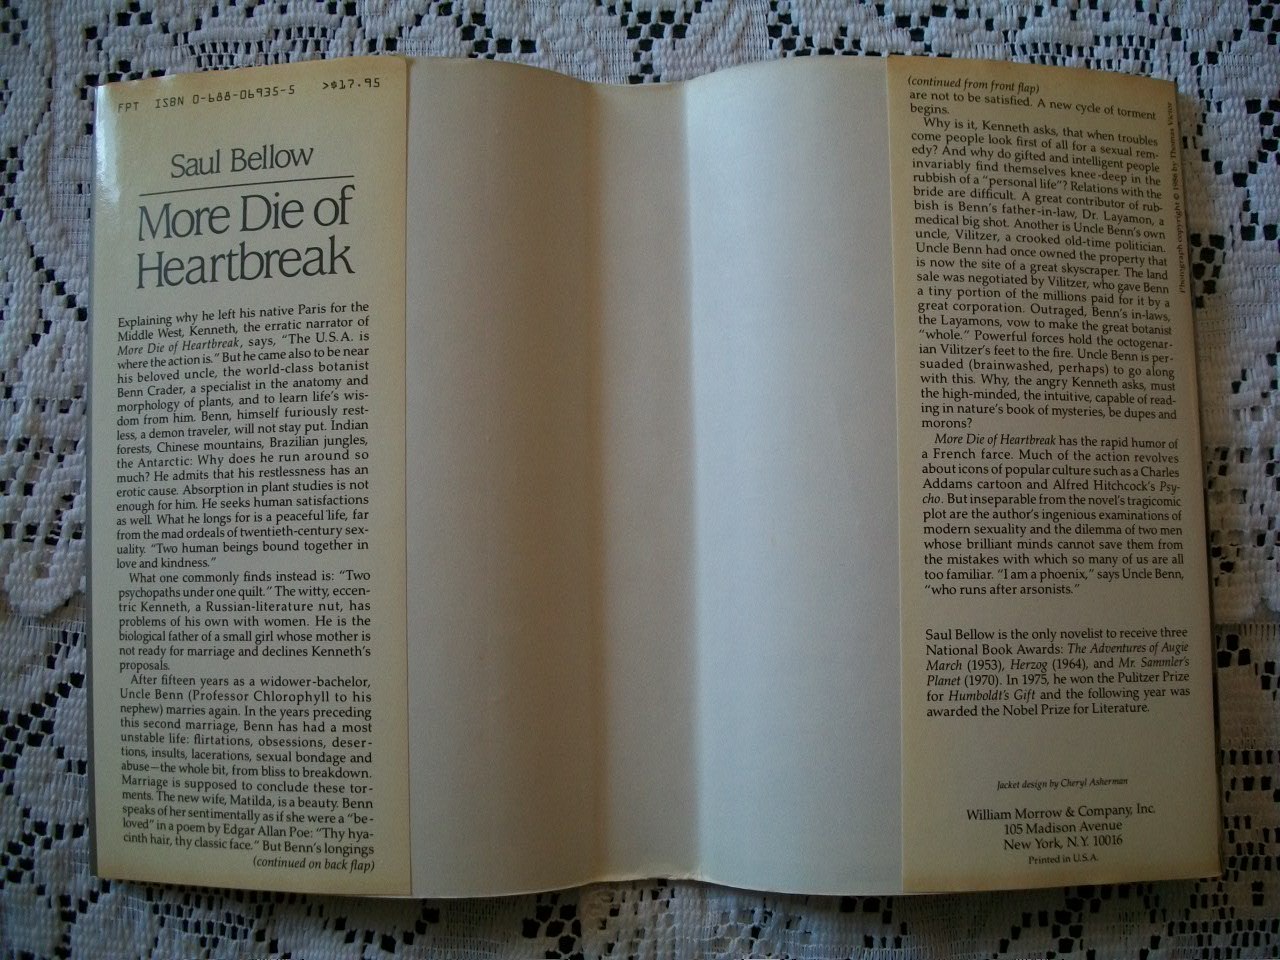 FPT ISBN 0-688-06935-5 >$17.95
Saul Bellow
More Die of
Heartbreak
Explaining why he left his native Paris for the
Middle West, Kenneth, the erratic narrator of
More Die of Heartbreak, says, "The U.S.A. is
where the action is." But he came also to be near
his beloved uncle, the world-class botanist
Benn Crader, a specialist in the anatomy and
morphology of plants, and to learn life's wis-
dom from him. Benn, himself furiously rest-
less, a demon traveler, will not stay put. Indian
forests, Chinese mountains, Brazilian jungles,
the Antarctic: Why does he run around so
much? He admits that his restlessness has an
erotic cause. Absorption in plant studies is not
enough for him. He seeks human satisfactions
as well. What he longs for is a peaceful life, far
from the mad ordeals of twentieth-century sex-
uality. "Two human beings bound together in
love and kindness."
What one commonly finds instead is: "Two
psychopaths under one quilt." The witty, eccen-
tric Kenneth, a Russian-literature nut, has
problems of his own with women. He is the
biological father of a small girl whose mother is
not ready for marriage and declines Kenneth's
proposals.
After fifteen years as a widower-bachelor,
Uncle Benn (Professor Chlorophyll to his
nephew) marries again. In the years preceding
this second marriage, Benn has had a most
unstable life: flirtations, obsessions, deser-
tions, insults, lacerations, sexual bondage and
abuse—the whole bit, from bliss to breakdown.
Marriage is supposed to conclude these tor-
ments. The new wife, Matilda, is a beauty. Benn
speaks of her sentimentally as if she were a "be-
loved" in a poem by Edgar Allan Poe: "Thy hya-
cinth hair, thy classic face." But Benn's longings
(continued on back flap)
(continued from front flap)
are not to be satisfied. A new cycle of torment
begins.
Why is it, Kenneth asks, that when troubles
come people look first of all for a sexual rem-
edy? And why do gifted and intelligent people
invariably find themselves knee-deep in the
rubbish of a "personal life"? Relations with the
bride are difficult. A great contributor of rub-
bish is Benn's father-in-law, Dr. Layamon, a
medical big shot. Another is Uncle Benn's own
uncle, Vilitzer, a crooked old-time politician.
Uncle Benn had once owned the property that
is now the site of a great skyscraper. The land
sale was negotiated by Vilitzer, who gave Benn
a tiny portion of the millions paid for it by a
great corporation. Outraged, Benn's in-laws,
the Layamons, vow to make the great botanist
"whole." Powerful forces hold the octogenar-
ian Vilitzer's feet to the fire. Uncle Benn is per-
suaded (brainwashed, perhaps) to go along
with this. Why, the angry Kenneth asks, must
the high-minded, the intuitive, capable of read-
ing in nature's book of mysteries, be dupes and
morons?
More Die of Heartbreak has the rapid humor of
a French farce. Much of the action revolves
about icons of popular culture such as a Charles
Addams cartoon and Alfred Hitchcock's Psy-
cho. But inseparable from the novel's tragicomic
plot are the author's ingenious examinations of
modern sexuality and the dilemma of two men
whose brilliant minds cannot save them from
the mistakes with which so many of us are all
too familiar. "I am a phoenix," says Uncle Benn,
"who runs after arsonists."
Saul Bellow is the only novelist to receive three
National Book Awards: The Adventures of Augie
March (1953), Herzog (1964), and Mr. Sammler's
Planet (1970). In 1975, he won the Pulitzer Prize
for Humboldt's Gift and the following year was
awarded the Nobel Prize for Literature.
Jacket design by Cheryl Asherman
William Morrow & Company, Inc.
105 Madison Avenue
New York, N.Y. 10016
Printed in U.S.A.
Photograph copyright © 1986 by Thomas Victor